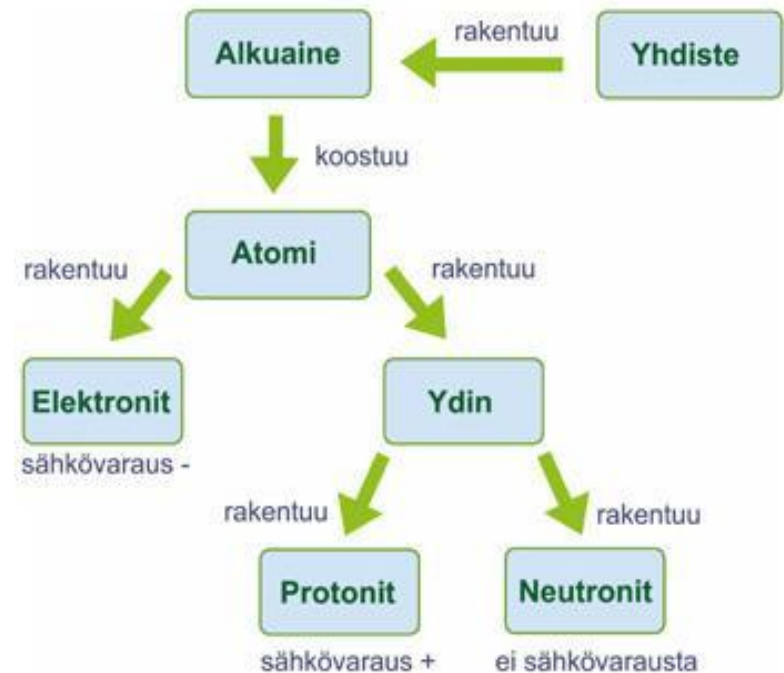 rakentuu
Alkuaine
Yhdiste
koostuu
Atomi
rakentuu
rakentuu
Elektronit
Ydin
sähkövaraus -
rakentuu
rakentuu
Protonit
Neutronit
sähkövaraus +
ei sähkövarausta